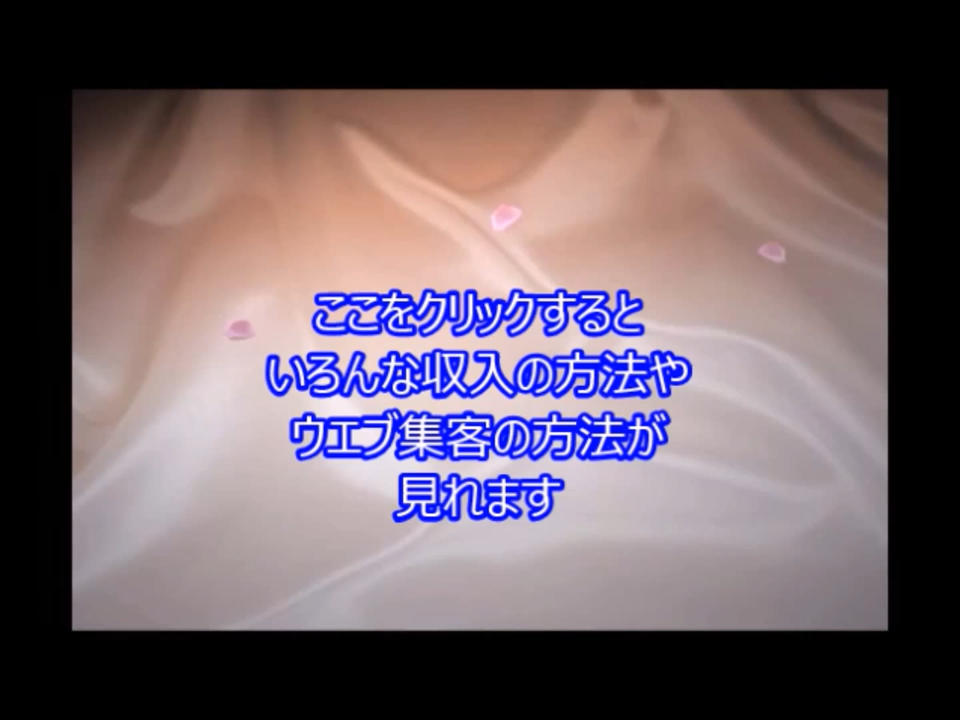 ここをクリックすると
いろんな収入の方法や
ウエブ集客の方法が
見れます